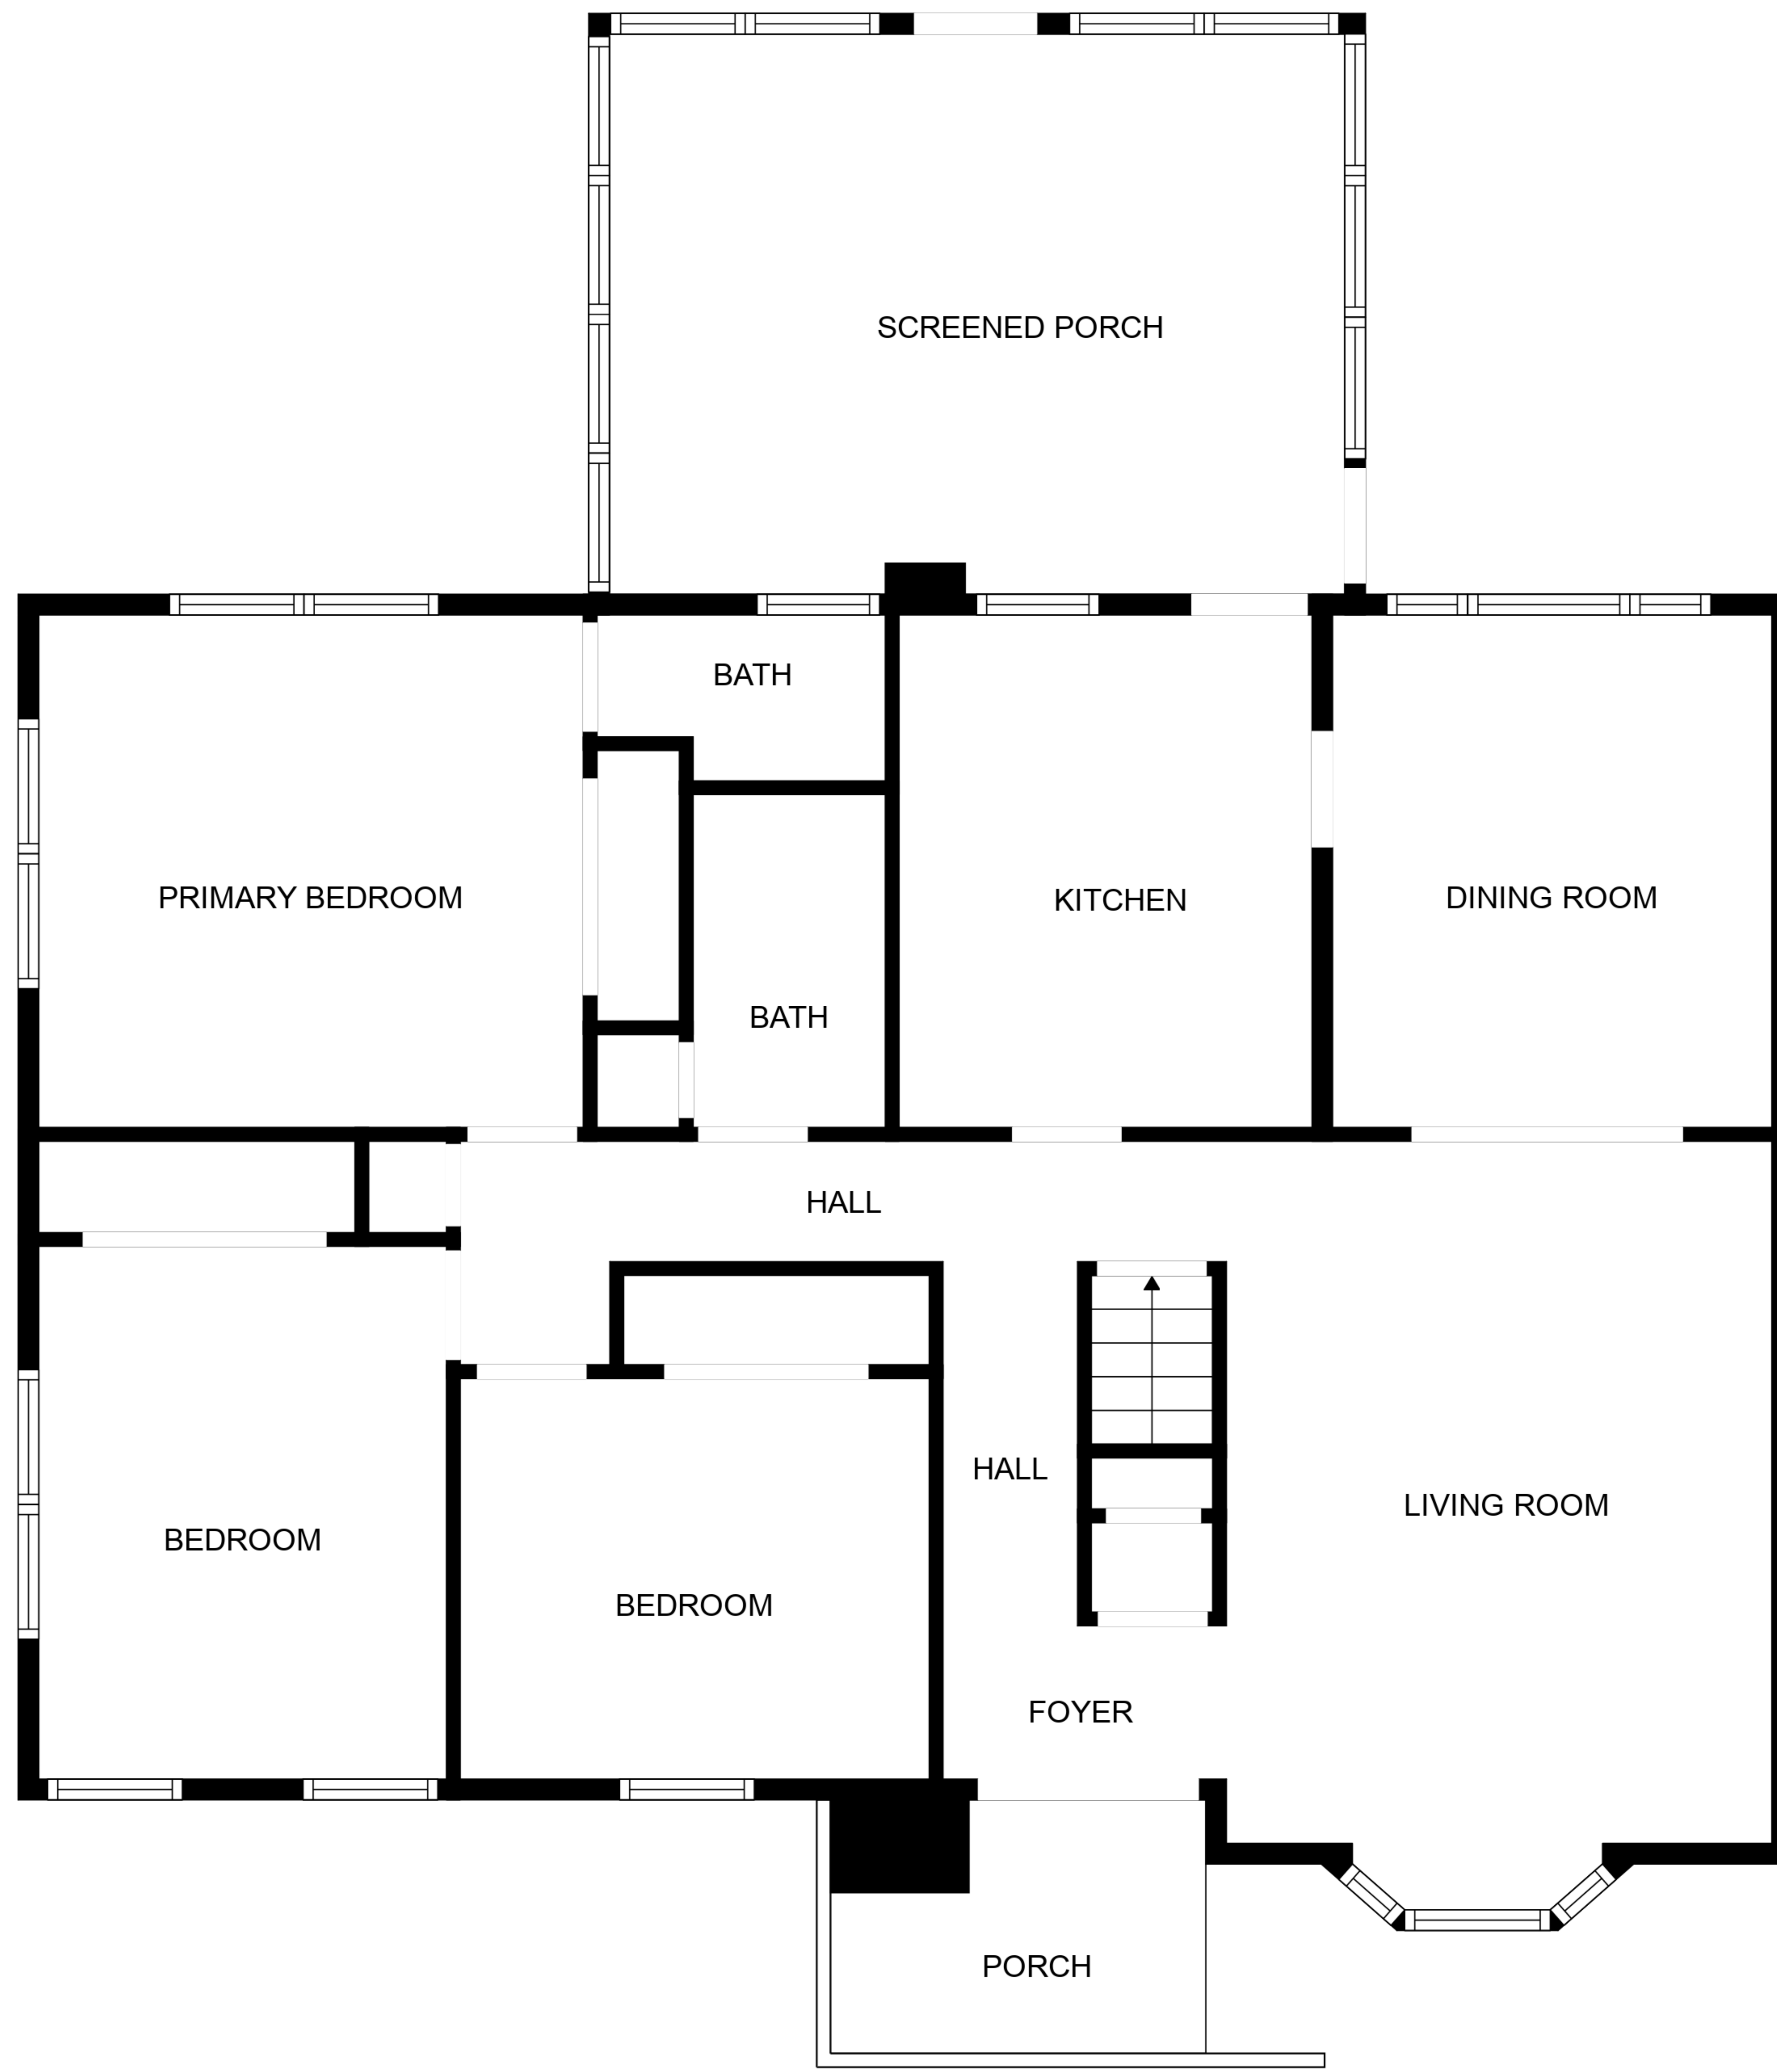 SCREENED PORCH
BATH
PRIMARY BEDROOM
KITCHEN
DINING ROOM
BATH
HALL
HALL
LIVING ROOM
BEDROOM
BEDROOM
FOYER
PORCH